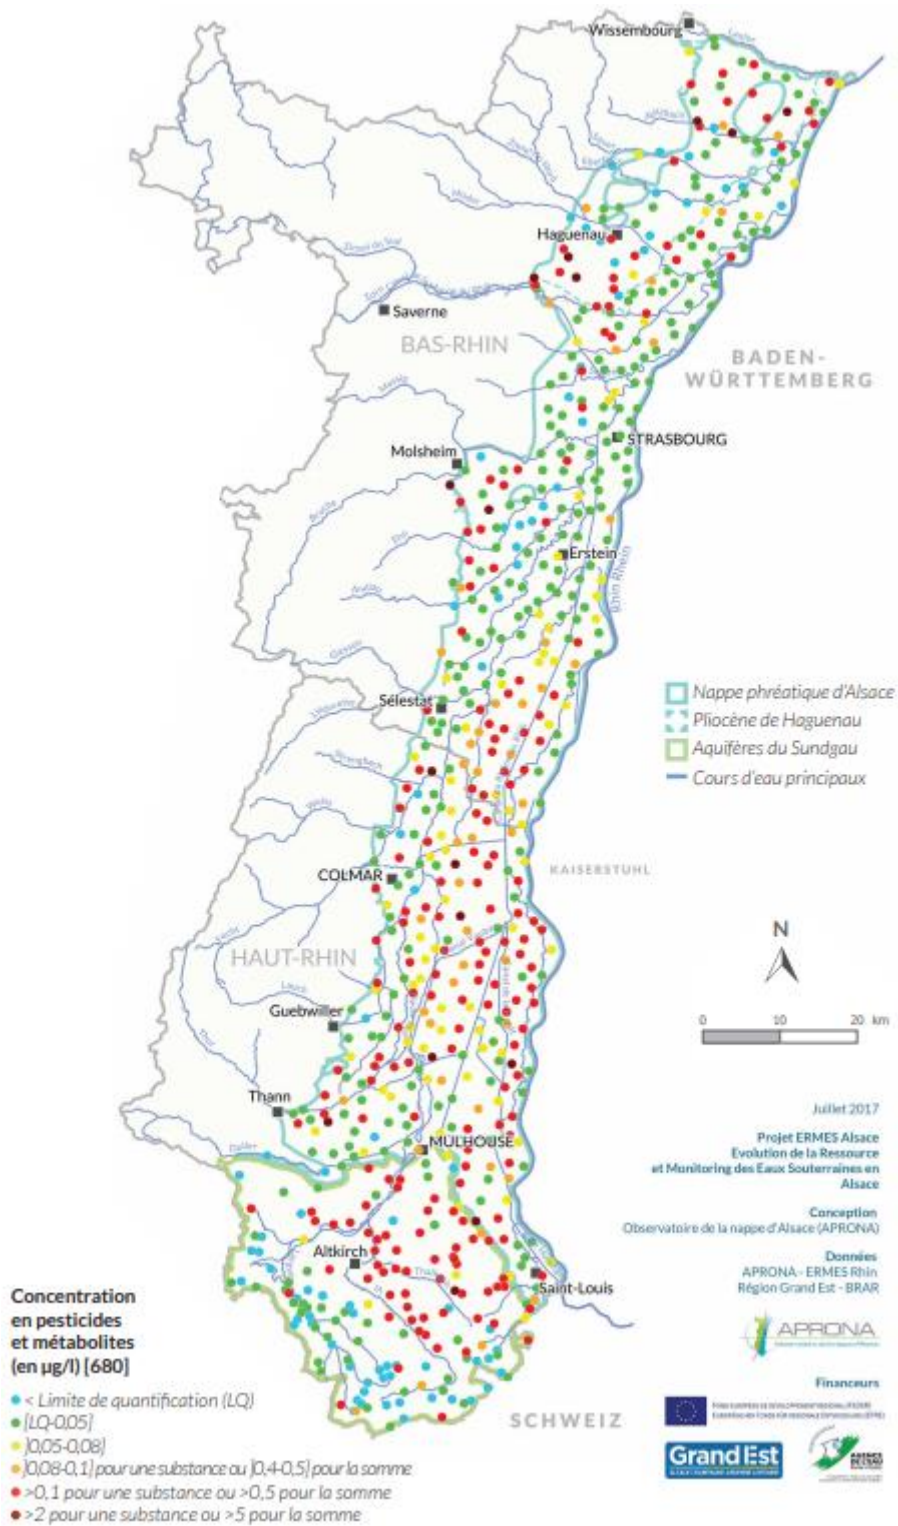 Wissembourg
Haguenau
Saverne
BAS-RHIN
BADEN-
WÜRTTEMBERG
STRASBOURG
Molsheim
Erstein
Rhin Rhein
Sélestat
Nappe phréatique d'Alsace
Pliocène de Haguenau
Aquifères du Sundgau
Cours d'eau principaux
COLMAR
KAISERSTUHL
HAUT-RHIN
N
Guebwiller
0 10 20 km
Thann
MULHOUSE
Juillet 2017
Projet ERMES Alsace
Evolution de la Ressource
et Monitoring des Eaux Souterraines en
Alsace
Conception
Observatoire de la nappe d'Alsace (APRONA)
Données
APRONA - ERMES Rhin
Région Grand Est - BRAR
Altkirch
Saint-Louis
APRONA
Financeurs
SCHWEIZ
Grand Est
Concentration
en pesticides
et métabolites
(en µg/l) [680]
< Limite de quantification (LQ)
[LQ-0,05]
]0,05-0,08]
]0,08-0,1] pour une substance ou ]0,4-0,5] pour la somme
>0,1 pour une substance ou >0,5 pour la somme
>2 pour une substance ou >5 pour la somme